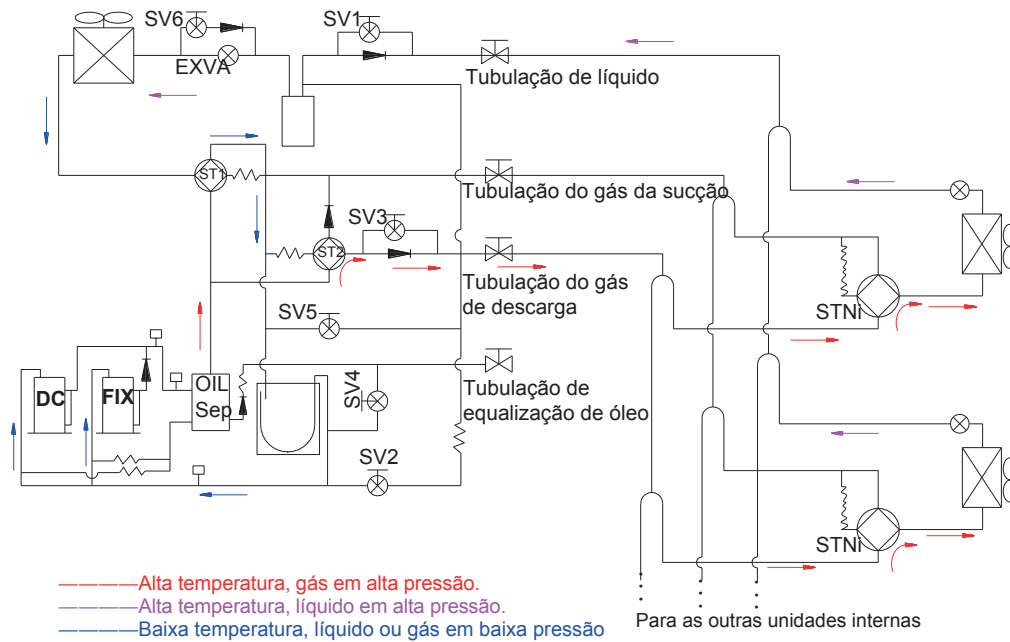 SV6
SV1
EXVA
Tubulação de líquido
ST1
Tubulação do gás da sucção
SV3
ST2
Tubulação do gás
de descarga
STNi
SV5
DC
FIX
OIL
Sep
SV4
Tubulação de
equalização de óleo
SV2
STNi
Alta temperatura, gás em alta pressão.
Alta temperatura, líquido em alta pressão.
Baixa temperatura, líquido ou gás em baixa pressão
Para as outras unidades internas